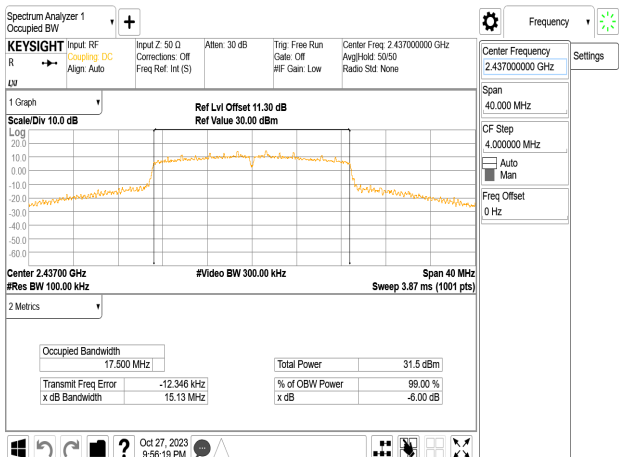 Spectrum Analyzer 1
Occupied BW
Frequency
KEYSIGHT
R
LXI
Input: RF
Coupling: DC
Align: Auto
Input Z: 50 Ω
Corrections: Off
Freq Ref: Int (S)
Atten: 30 dB
Trig: Free Run
Gate: Off
#IF Gain: Low
Center Freq: 2.437000000 GHz
Avg|Hold: 50/50
Radio Std: None
Center Frequency
2.437000000 GHz
Settings
Span
40.000 MHz
CF Step
4.000000 MHz
Auto
Man
Freq Offset
0 Hz
1 Graph
Scale/Div 10.0 dB
Ref Lvl Offset 11.30 dB
Ref Value 30.00 dBm
Log
20.0
10.0
0.00
-10.0
-20.0
-30.0
-40.0
-50.0
-60.0
Center 2.43700 GHz
#Res BW 100.00 kHz
#Video BW 300.00 kHz
Span 40 MHz
Sweep 3.87 ms (1001 pts)
2 Metrics
Occupied Bandwidth
17.500 MHz
Transmit Freq Error -12.346 kHz
x dB Bandwidth 15.13 MHz
Total Power 31.5 dBm
% of OBW Power 99.00 %
x dB -6.00 dB
?
Oct 27, 2023
9:56:19 PM